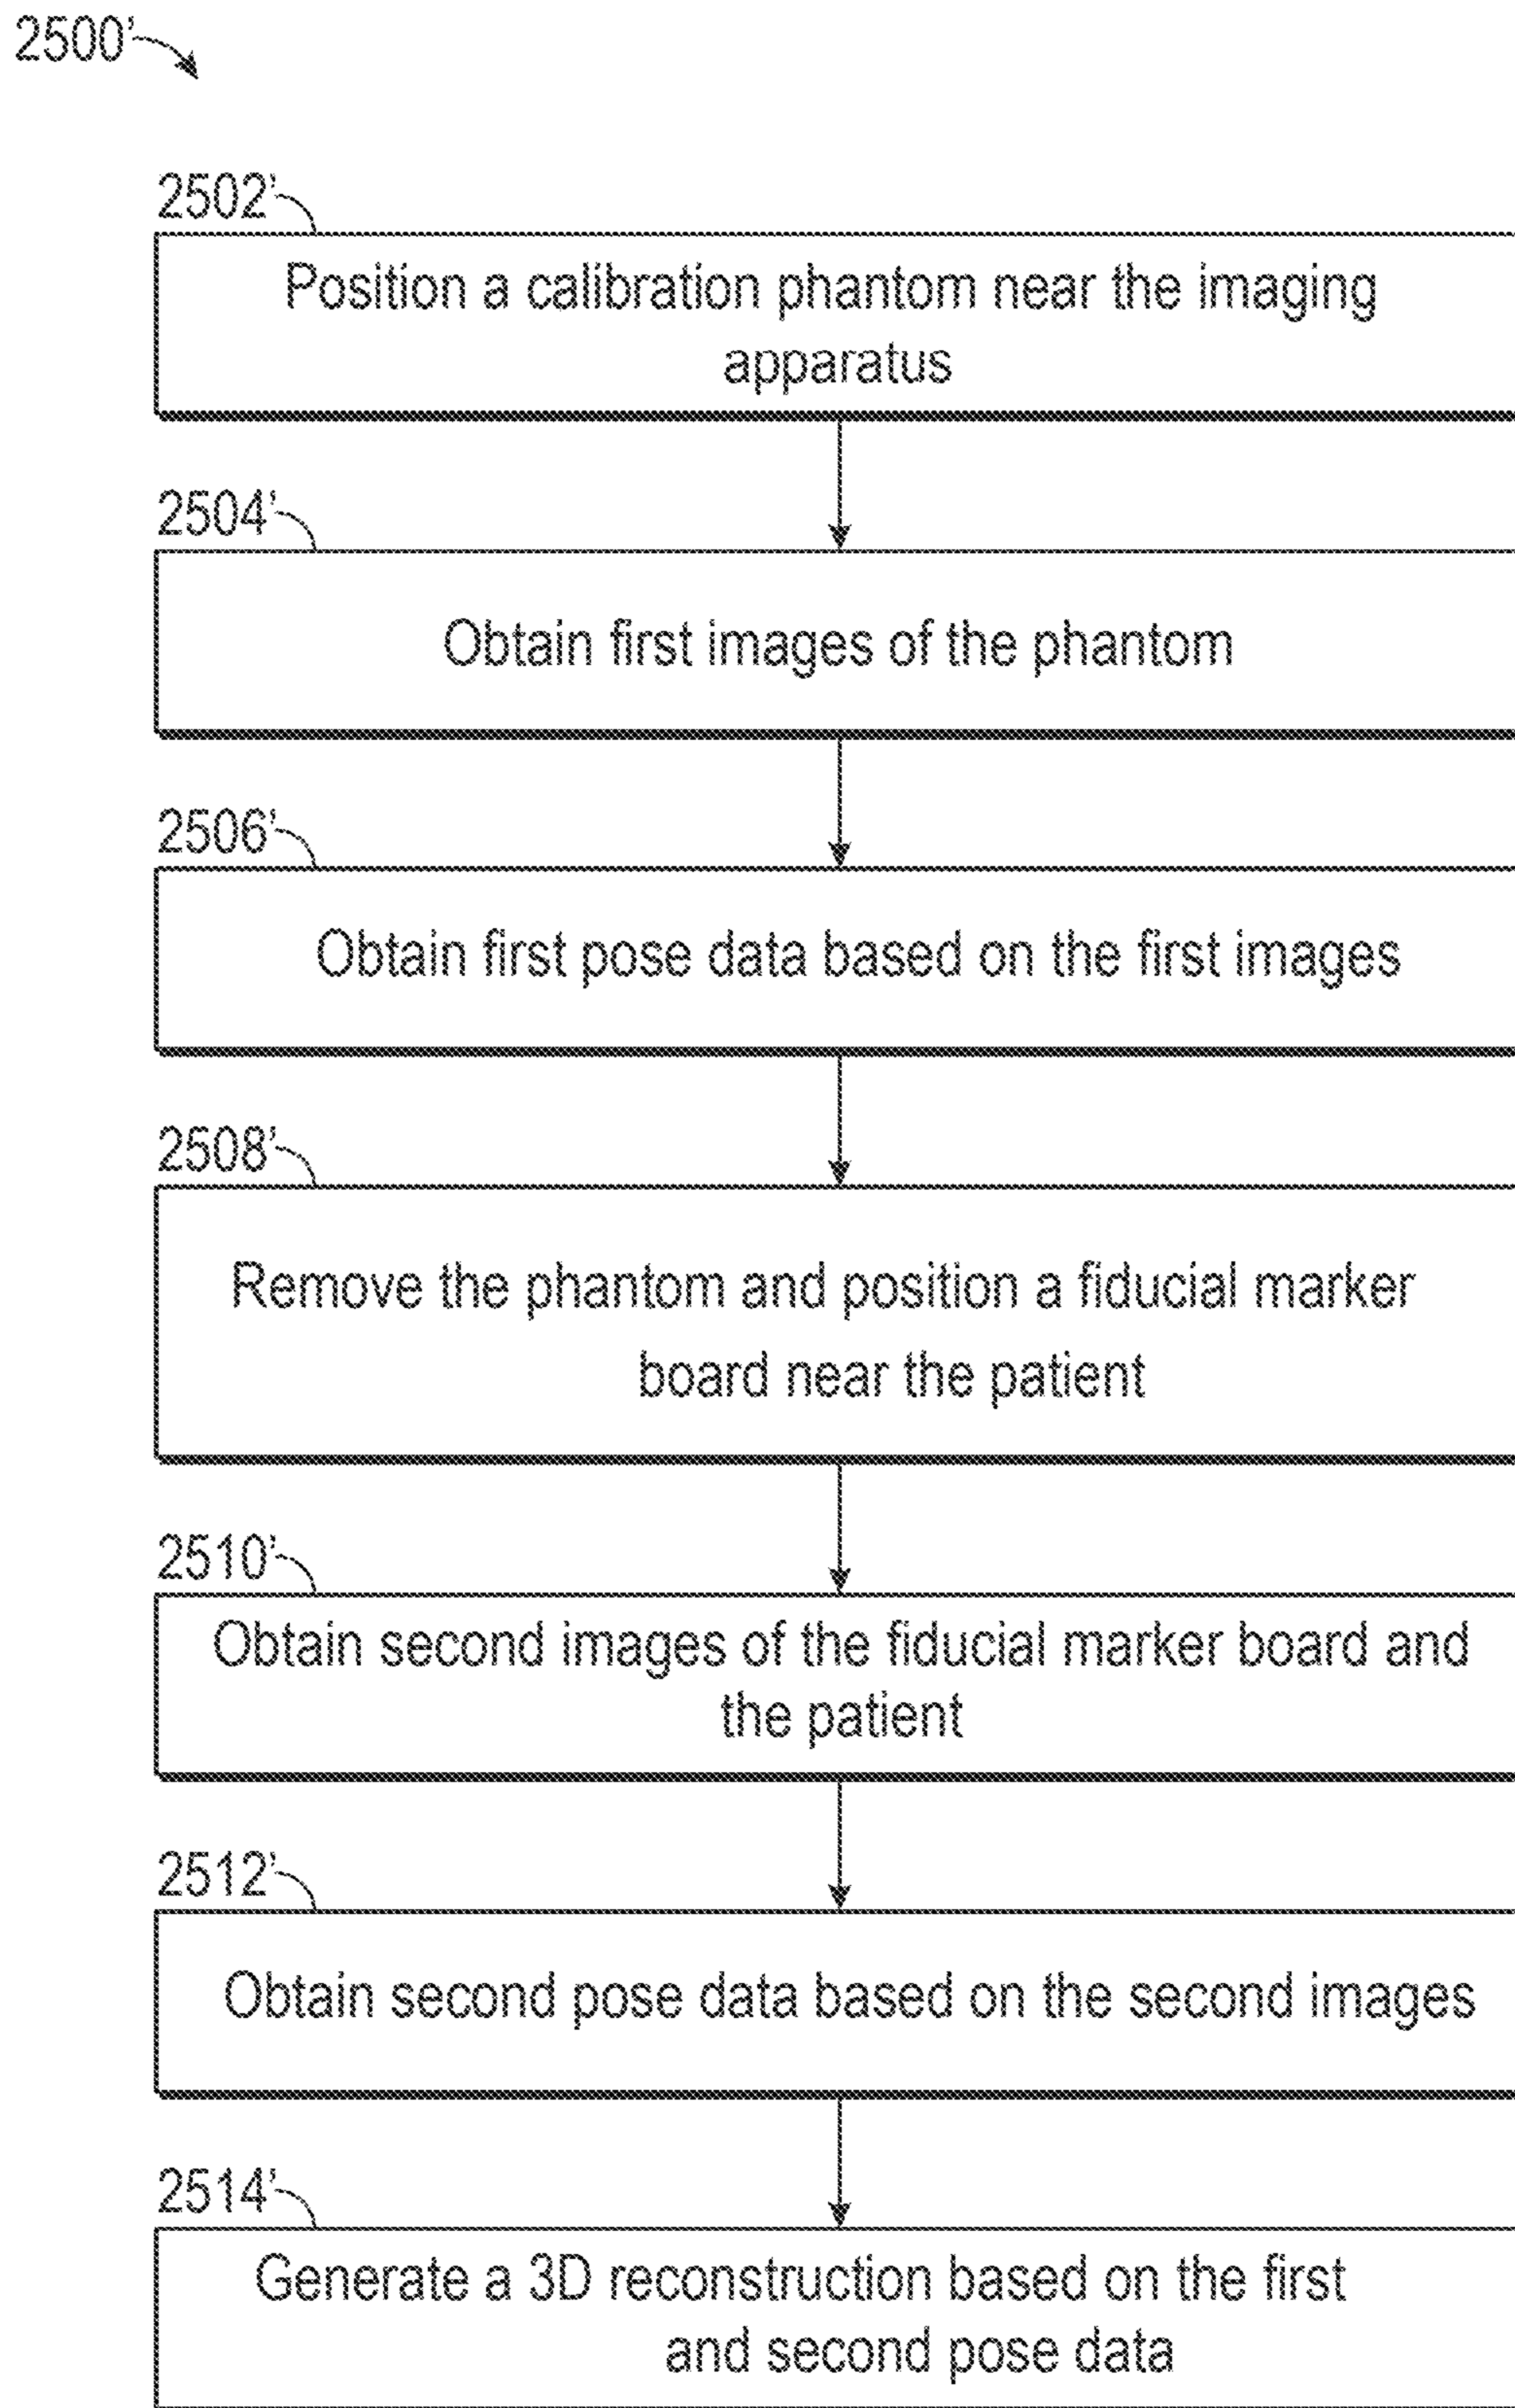 2500'
2502'
Position a calibration phantom near the imaging
apparatus
2504'
Obtain first images of the phantom
2506'
Obtain first pose data based on the first images
2508'
Remove the phantom and position a fiducial marker
board near the patient
2510'
Obtain second images of the fiducial marker board and
the patient
2512'
Obtain second pose data based on the second images
2514'
Generate a 3D reconstruction based on the first
and second pose data